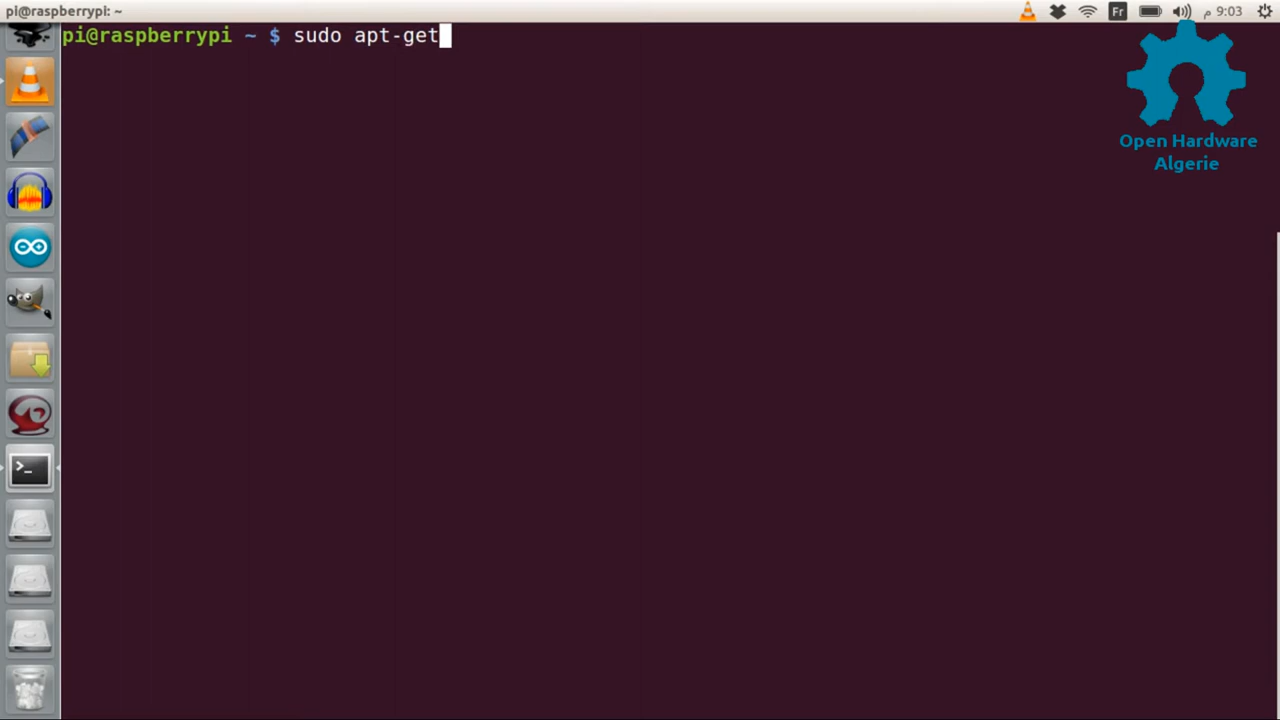 pi@raspberrypi: ~
Fr
9:03 م
pi@raspberrypi ~ $ sudo apt-get
Open Hardware
Algerie